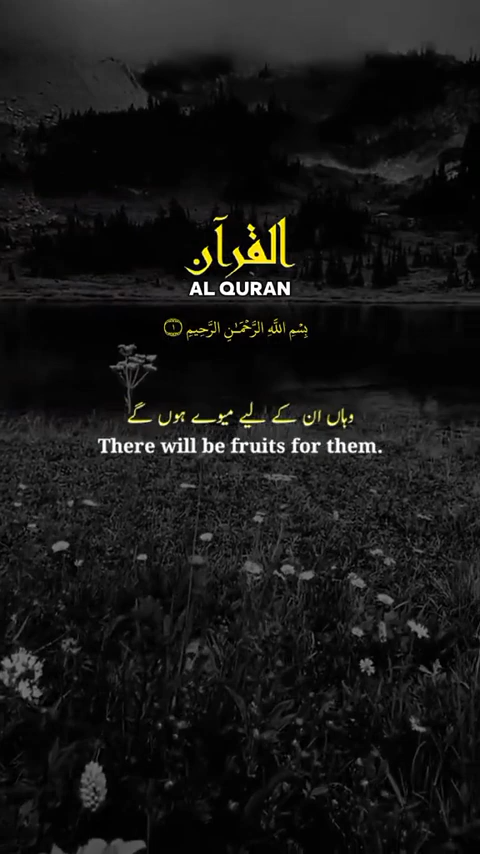 القرآن
AL QURAN
بِسْمِ اللَّهِ الرَّحْمَـٰنِ الرَّحِيمِ ۝١
وہاں ان کے لیے میوے ہوں گے
There will be fruits for them.